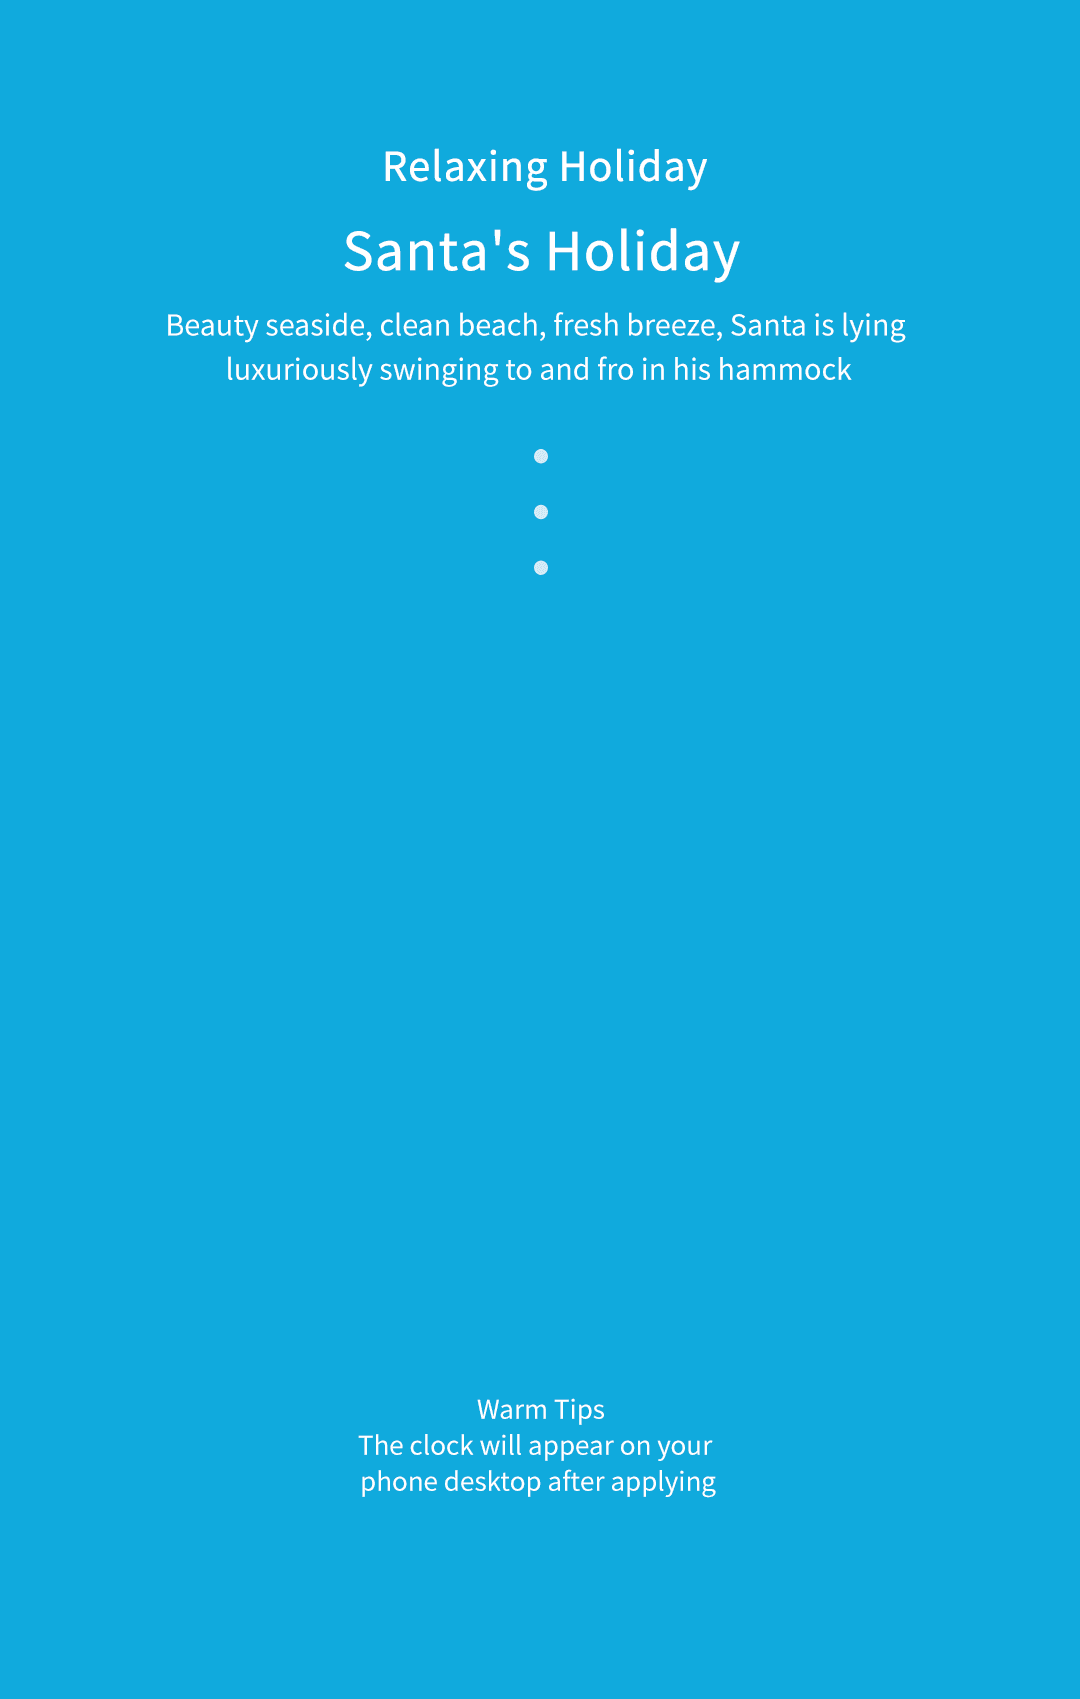 Relaxing Holiday
Santa's Holiday
Beauty seaside, clean beach, fresh breeze, Santa is lying
luxuriously swinging to and fro in his hammock
Warm Tips
The clock will appear on your
phone desktop after applying